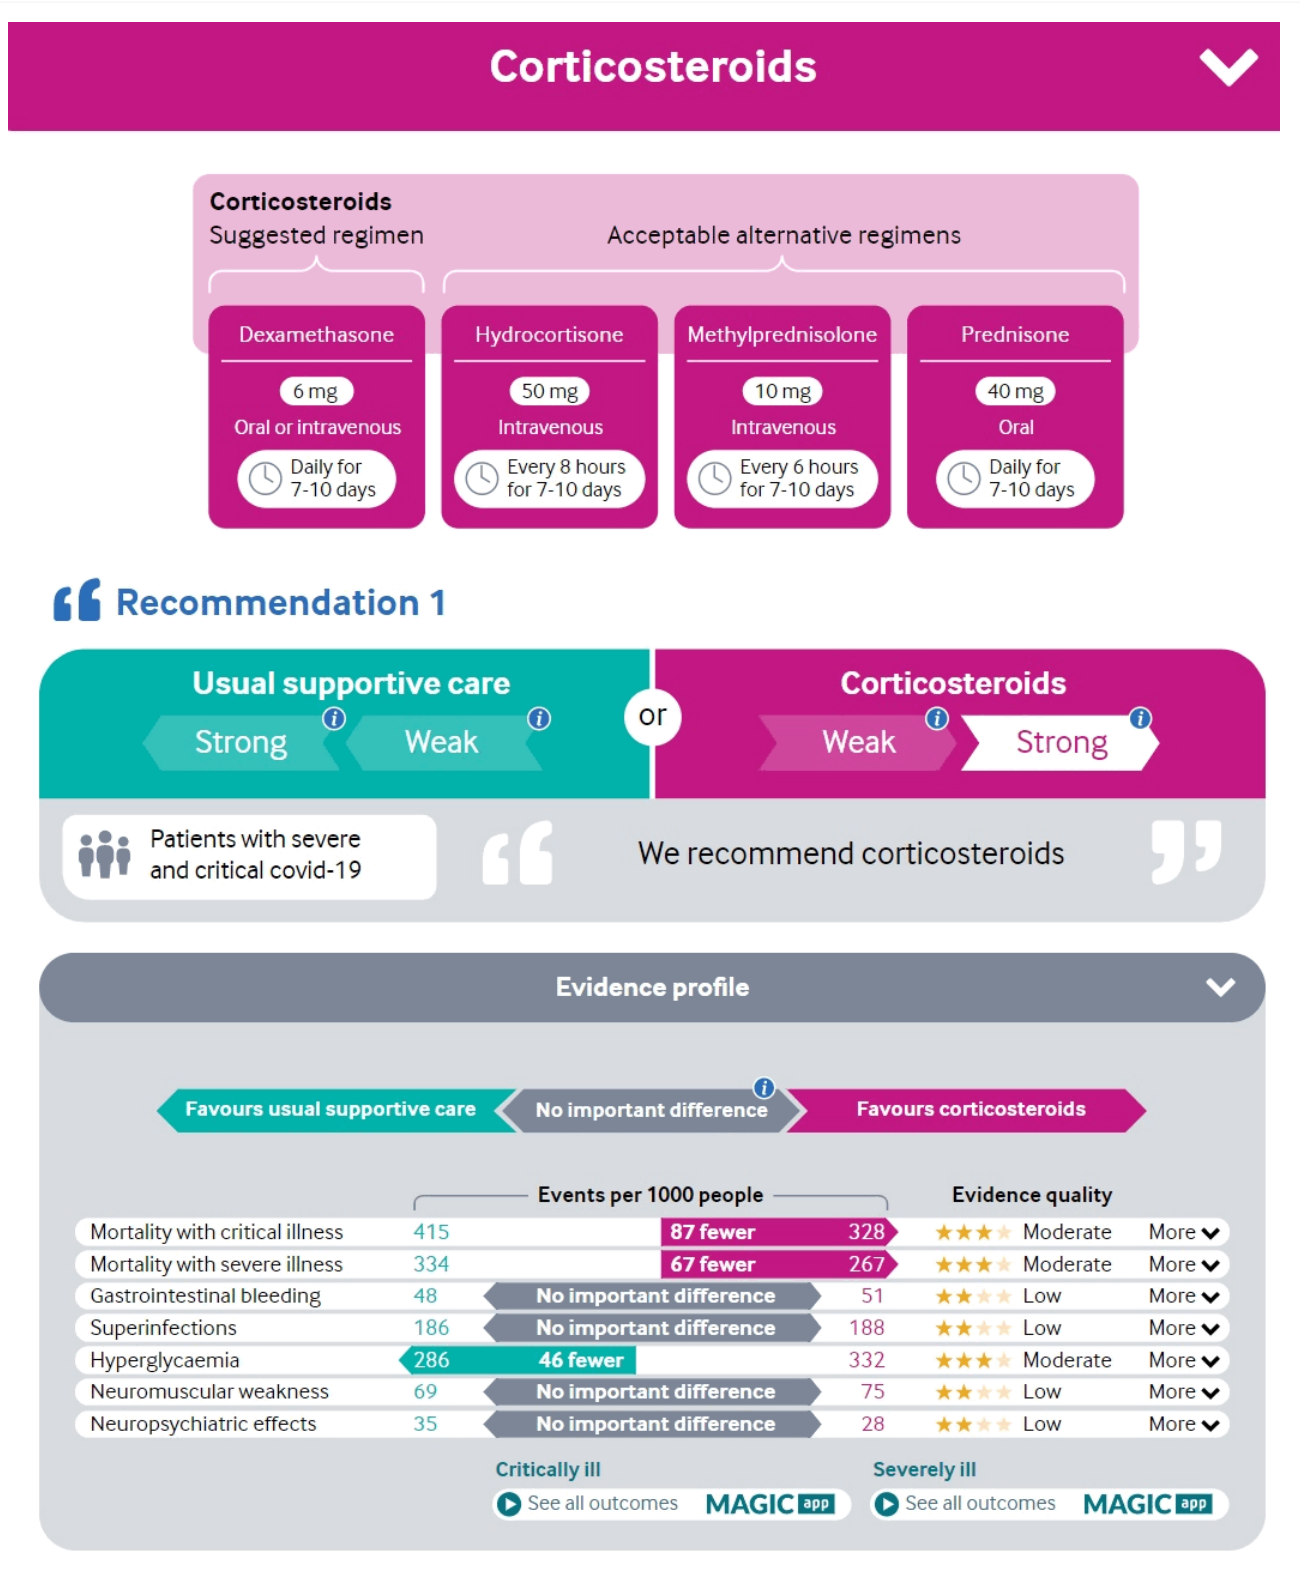 Corticosteroids
Corticosteroids
Suggested regimen
Acceptable alternative regimens
Dexamethasone
6 mg
Oral or intravenous
Daily for
7-10 days
Hydrocortisone
50 mg
Intravenous
Every 8 hours
for 7-10 days
Methylprednisolone
10 mg
Intravenous
Every 6 hours
for 7-10 days
Prednisone
40 mg
Oral
Daily for
7-10 days
Recommendation 1
Usual supportive care
Strong i Weak i
or
Corticosteroids
Weak i Strong i
Patients with severe
and critical covid-19
“ We recommend corticosteroids ”
Evidence profile
Favours usual supportive care No important difference i Favours corticosteroids
Events per 1000 people Evidence quality
Mortality with critical illness 415 87 fewer 328 Moderate More
Mortality with severe illness 334 67 fewer 267 Moderate More
Gastrointestinal bleeding 48 No important difference 51 Low More
Superinfections 186 No important difference 188 Low More
Hyperglycaemia 286 46 fewer 332 Moderate More
Neuromuscular weakness 69 No important difference 75 Low More
Neuropsychiatric effects 35 No important difference 28 Low More
Critically ill
See all outcomes MAGIC app
Severely ill
See all outcomes MAGIC app